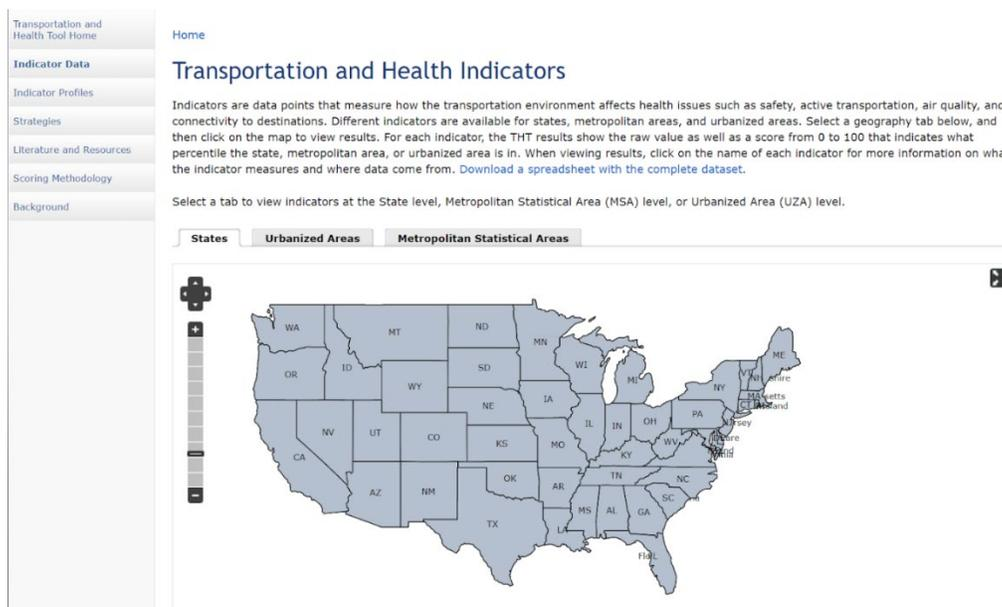 Transportation and
Health Tool Home
Indicator Data
Indicator Profiles
Strategies
Literature and Resources
Scoring Methodology
Background
Home
Transportation and Health Indicators
Indicators are data points that measure how the transportation environment affects health issues such as safety, active transportation, air quality, and
connectivity to destinations. Different indicators are available for states, metropolitan areas, and urbanized areas. Select a geography tab below, and
then click on the map to view results. For each indicator, the THT results show the raw value as well as a score from 0 to 100 that indicates what
percentile the state, metropolitan area, or urbanized area is in. When viewing results, click on the name of each indicator for more information on wha
the indicator measures and where data come from. Download a spreadsheet with the complete dataset.
Select a tab to view indicators at the State level, Metropolitan Statistical Area (MSA) level, or Urbanized Area (UZA) level.
States Urbanized Areas Metropolitan Statistical Areas
WA MT ND MN
OR ID WY SD WI MI NY VT NH ME
MA
CT
NV UT CO NE IA IL IN OH PA
CA KS MO KY WV
AZ NM OK AR TN NC
SC
TX LA MS AL GA